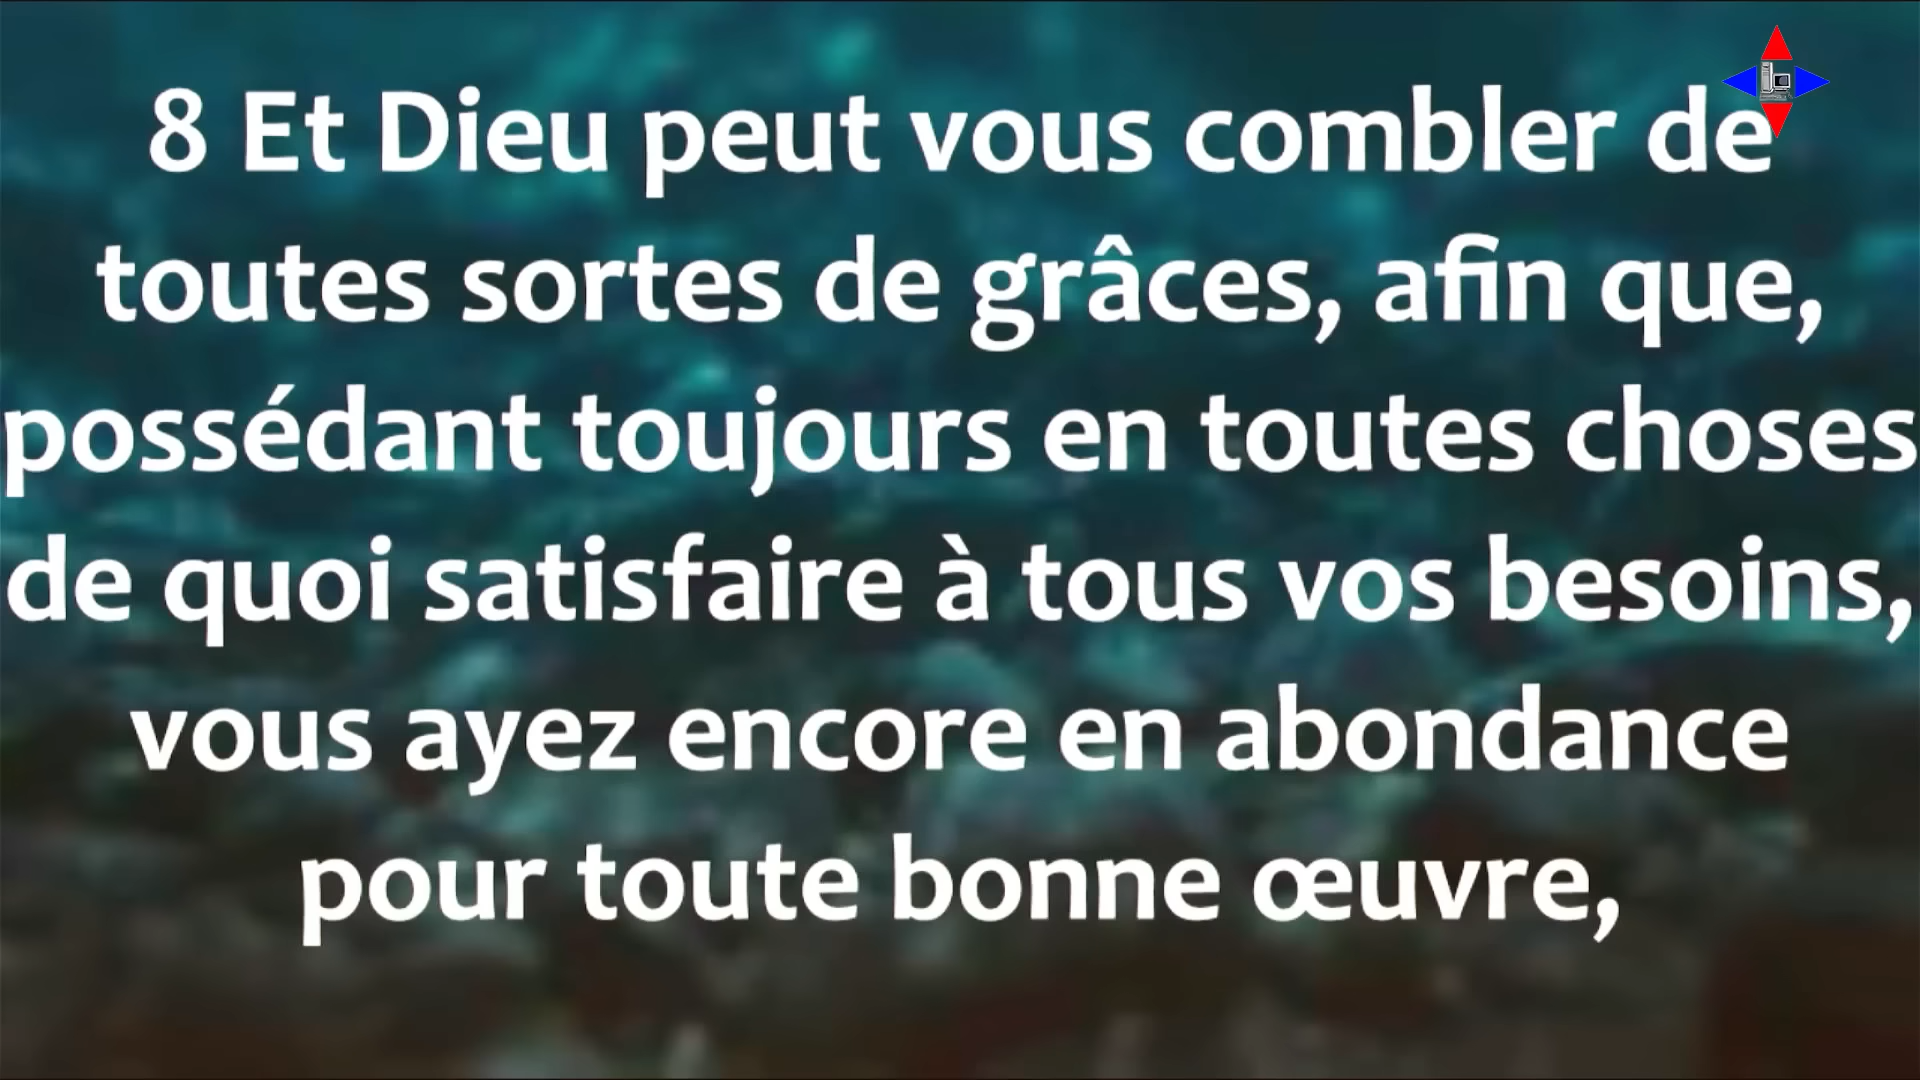 8 Et Dieu peut vous combler de
toutes sortes de grâces, afin que,
possédant toujours en toutes choses
de quoi satisfaire à tous vos besoins,
vous ayez encore en abondance
pour toute bonne œuvre,